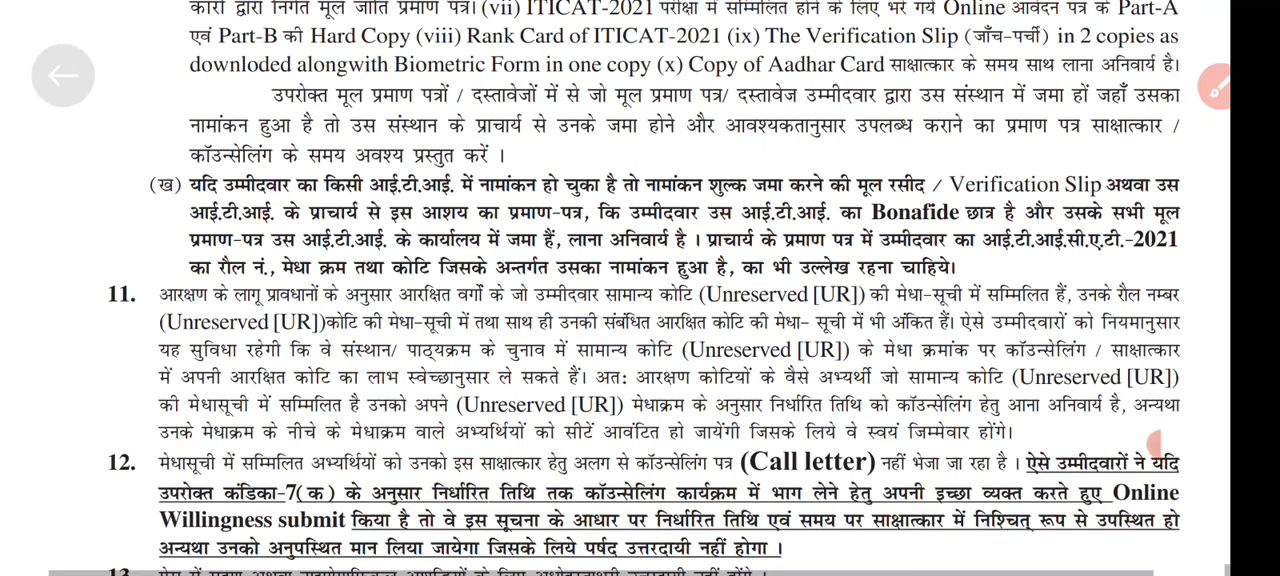 कारी द्वारा निर्गत मूल जाति प्रमाण पत्र। (vii) ITICAT-2021 परीक्षा में सम्मिलित होने के लिए भरे गये Online आवेदन पत्र के Part-A
एवं Part-B की Hard Copy (viii) Rank Card of ITICAT-2021 (ix) The Verification Slip (जाँच-पर्ची) in 2 copies as
downloded alongwith Biometric Form in one copy (x) Copy of Aadhar Card साक्षात्कार के समय साथ लाना अनिवार्य है।
उपरोक्त मूल प्रमाण पत्रों / दस्तावेजों में से जो मूल प्रमाण पत्र/ दस्तावेज उम्मीदवार द्वारा उस संस्थान में जमा हों जहाँ उसका
नामांकन हुआ है तो उस संस्थान के प्राचार्य से उनके जमा होने और आवश्यकतानुसार उपलब्ध कराने का प्रमाण पत्र साक्षात्कार /
कॉउन्सेलिंग के समय अवश्य प्रस्तुत करें ।
(ख) यदि उम्मीदवार का किसी आई.टी.आई. में नामांकन हो चुका है तो नामांकन शुल्क जमा करने की मूल रसीद / Verification Slip अथवा उस
आई.टी.आई. के प्राचार्य से इस आशय का प्रमाण-पत्र, कि उम्मीदवार उस आई.टी.आई. का Bonafide छात्र है और उसके सभी मूल
प्रमाण-पत्र उस आई.टी.आई. के कार्यालय में जमा हैं, लाना अनिवार्य है । प्राचार्य के प्रमाण पत्र में उम्मीदवार का आई.टी.आई.सी.ए.टी.-2021
का रौल नं., मेधा क्रम तथा कोटि जिसके अन्तर्गत उसका नामांकन हुआ है, का भी उल्लेख रहना चाहिये।
11. आरक्षण के लागू प्रावधानों के अनुसार आरक्षित वर्गों के जो उम्मीदवार सामान्य कोटि (Unreserved [UR]) की मेधा-सूची में सम्मिलित हैं, उनके रौल नम्बर
(Unreserved [UR])कोटि की मेधा-सूची में तथा साथ ही उनकी संबंधित आरक्षित कोटि की मेधा- सूची में भी अंकित हैं। ऐसे उम्मीदवारों को नियमानुसार
यह सुविधा रहेगी कि वे संस्थान/ पाठ्यक्रम के चुनाव में सामान्य कोटि (Unreserved [UR]) के मेधा क्रमांक पर कॉउन्सेलिंग / साक्षात्कार
में अपनी आरक्षित कोटि का लाभ स्वेच्छानुसार ले सकते हैं। अतः आरक्षण कोटियों के वैसे अभ्यर्थी जो सामान्य कोटि (Unreserved [UR])
की मेधासूची में सम्मिलित है उनको अपने (Unreserved [UR]) मेधाक्रम के अनुसार निर्धारित तिथि को कॉउन्सेलिंग हेतु आना अनिवार्य है, अन्यथा
उनके मेधाक्रम के नीचे के मेधाक्रम वाले अभ्यर्थियों को सीटें आवंटित हो जायेंगी जिसके लिये वे स्वयं जिम्मेवार होंगे।
12. मेधासूची में सम्मिलित अभ्यर्थियों को उनको इस साक्षात्कार हेतु अलग से कॉउन्सेलिंग पत्र (Call letter) नहीं भेजा जा रहा है । ऐसे उम्मीदवारों ने यदि
उपरोक्त कंडिका-7(क) के अनुसार निर्धारित तिथि तक कॉउन्सेलिंग कार्यक्रम में भाग लेने हेतु अपनी इच्छा व्यक्त करते हुए Online
Willingness submit किया है तो वे इस सूचना के आधार पर निर्धारित तिथि एवं समय पर साक्षात्कार में निश्चित् रूप से उपस्थित हो
अन्यथा उनको अनुपस्थित मान लिया जायेगा जिसके लिये पर्षद उत्तरदायी नहीं होगा ।
13